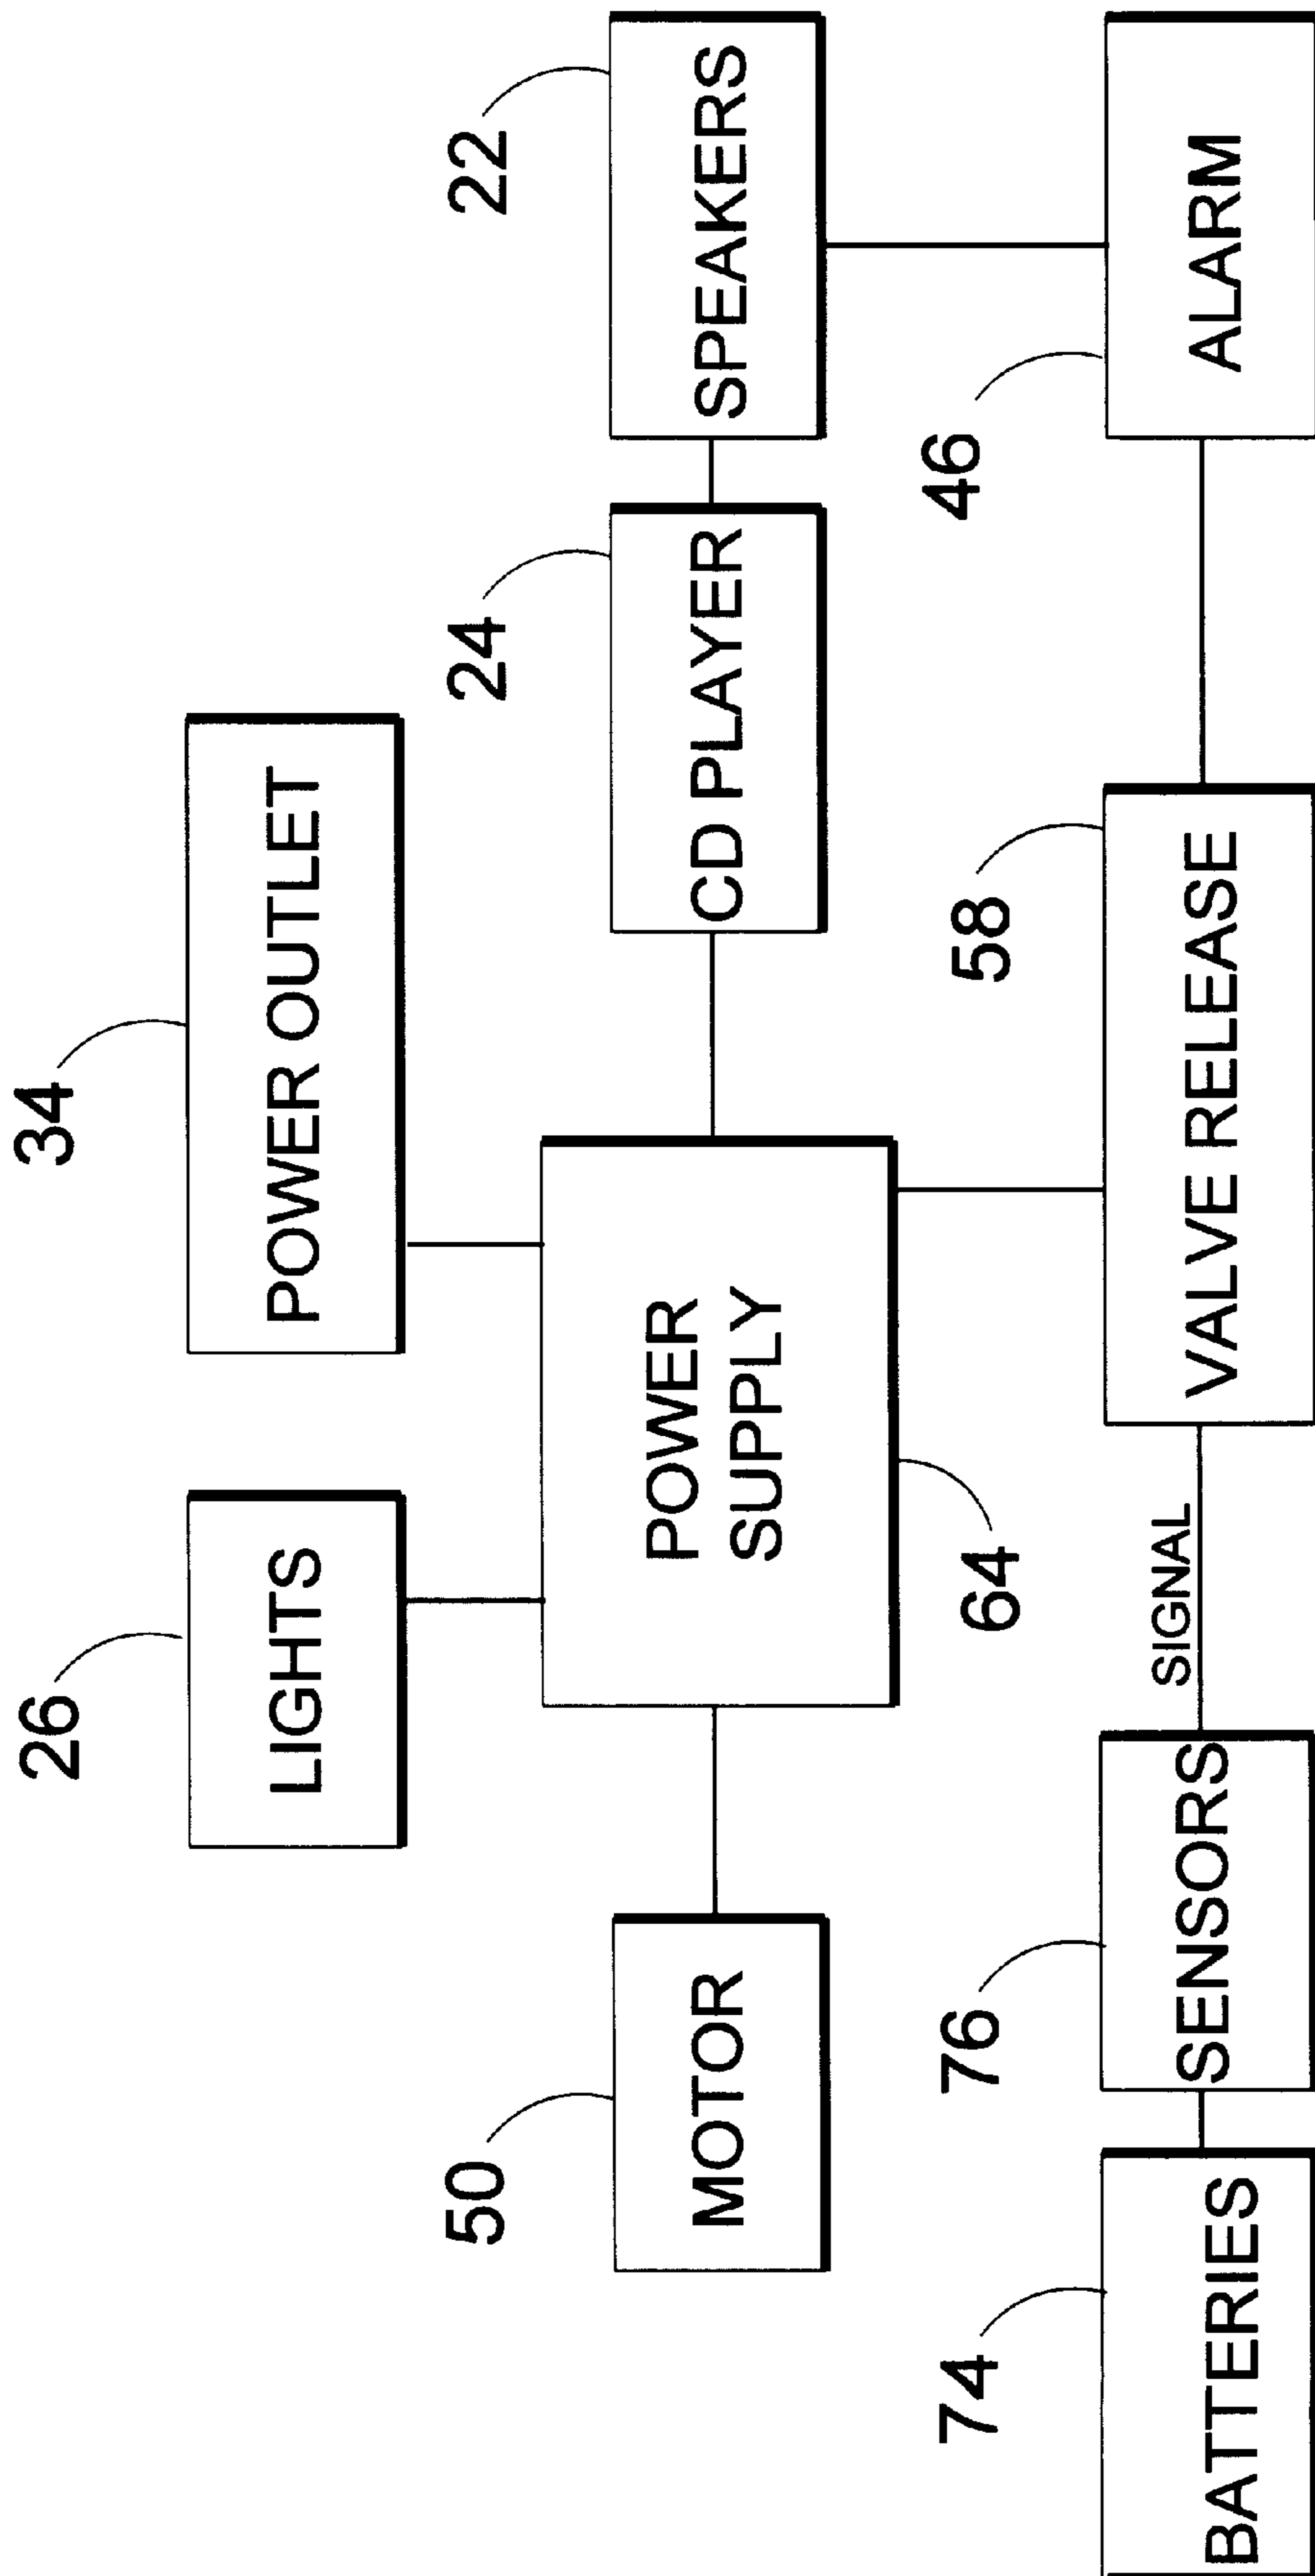 26
LIGHTS
34
POWER OUTLET
50
MOTOR
POWER
SUPPLY
64
24
CD PLAYER
22
SPEAKERS
74
BATTERIES
76
SENSORS
SIGNAL
58
VALVE RELEASE
46
ALARM